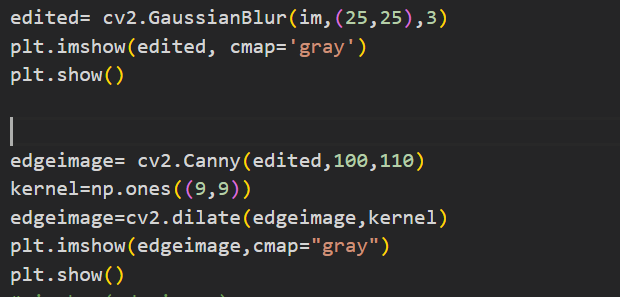 edited= cv2.GaussianBlur(im,(25,25),3)
plt.imshow(edited, cmap='gray')
plt.show()
edgeimage= cv2.Canny(edited,100,110)
kernel=np.ones((9,9))
edgeimage=cv2.dilate(edgeimage,kernel)
plt.imshow(edgeimage,cmap="gray")
plt.show()